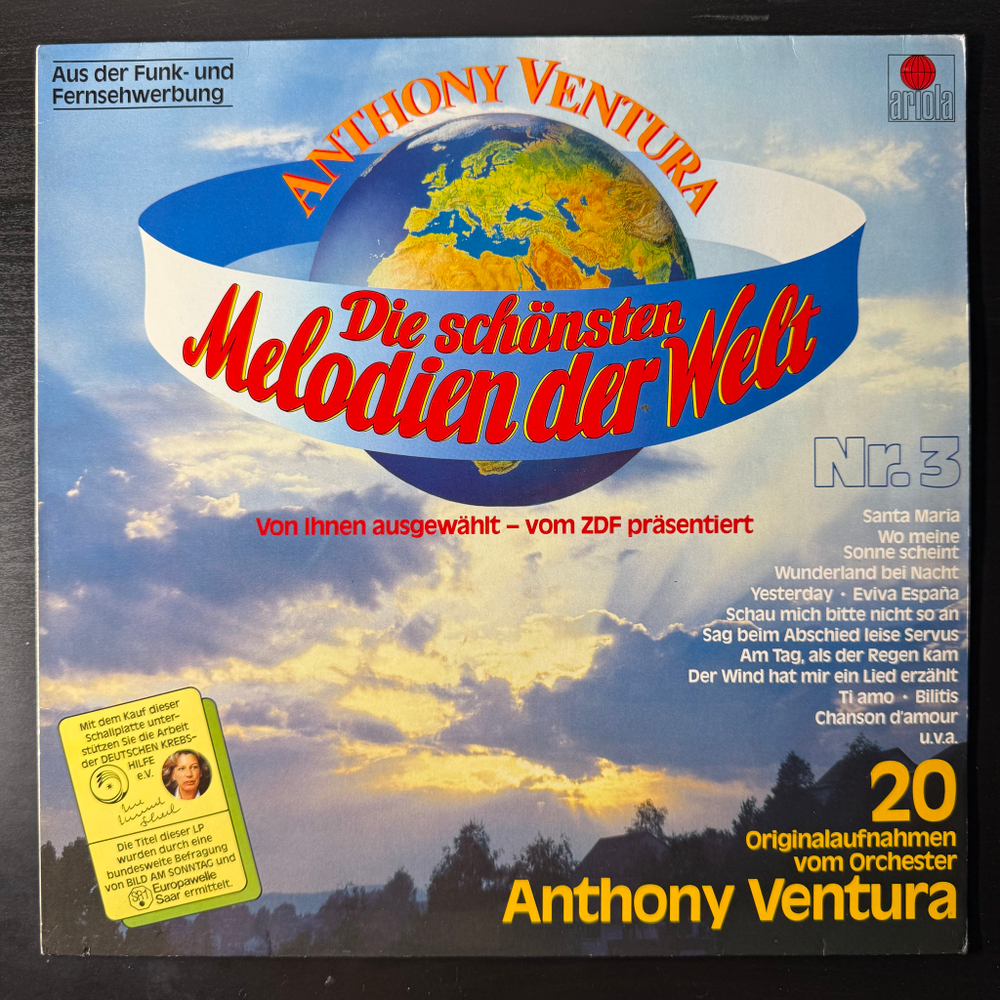 Aus der Funk- und
Fernsehwerbung
ANTHONY VENTURA
ariola
Die schönsten
Melodien der Welt
Nr. 3
Von Ihnen ausgewählt – vom ZDF präsentiert
Santa Maria
Wo meine
Sonne scheint
Wunderland bei Nacht
Yesterday · Eviva España
Schau mich bitte nicht so an
Sag beim Abschied leise Servus
Am Tag, als der Regen kam
Der Wind hat mir ein Lied erzählt
Ti amo · Bilitis
Chanson d'amour
u.v.a.
Mit dem Kauf dieser
Schallplatte unter-
stützen Sie die Arbeit
der DEUTSCHEN KREBS-
HILFE
e.V.
Die Titel dieser LP
wurden durch eine
bundesweite Befragung
von BILD AM SONNTAG und
SR1 Europawelle
Saar ermittelt.
20
Originalaufnahmen
vom Orchester
Anthony Ventura